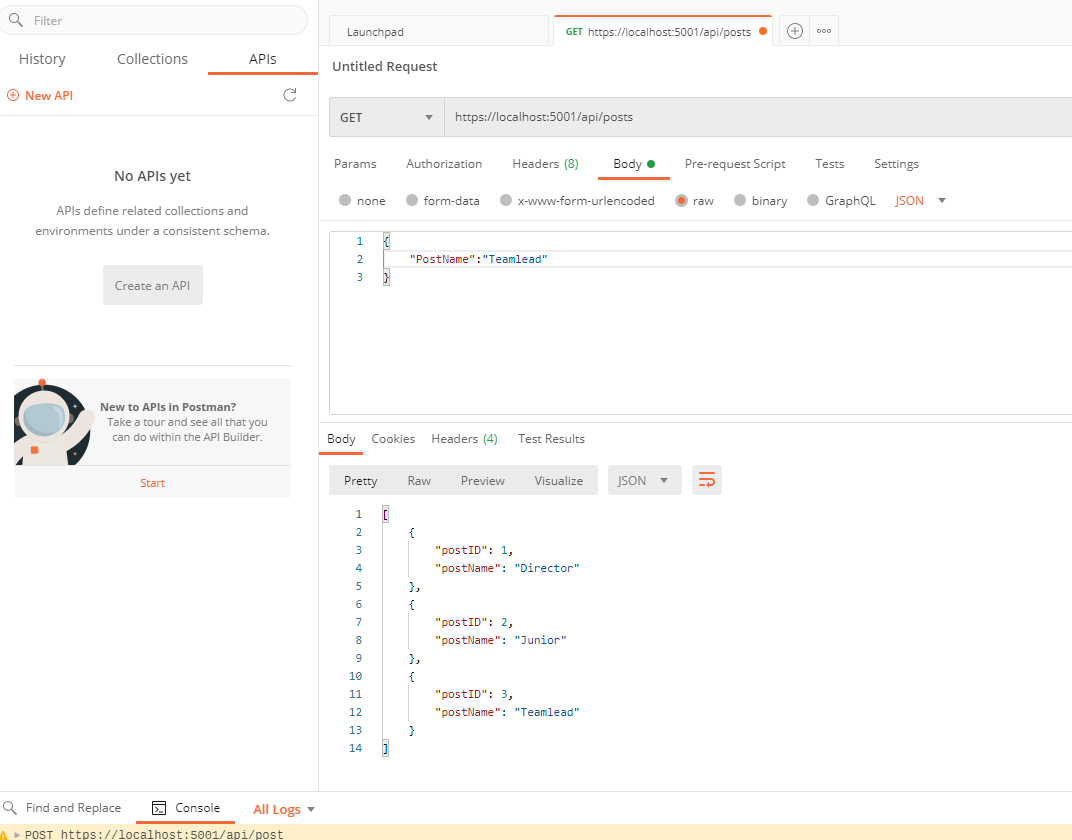 Filter
History Collections APIs
New API
No APIs yet
APIs define related collections and
environments under a consistent schema.
Create an API
New to APIs in Postman?
Take a tour and see all that you
can do within the API Builder.
Start
Launchpad GET https://localhost:5001/api/posts
Untitled Request
GET https://localhost:5001/api/posts
Params Authorization Headers (8) Body Pre-request Script Tests Settings
none form-data x-www-form-urlencoded raw binary GraphQL JSON
1 {
2 "PostName":"Teamlead"
3 }
Body Cookies Headers (4) Test Results
Pretty Raw Preview Visualize JSON
1 [
2 {
3 "postID": 1,
4 "postName": "Director"
5 },
6 {
7 "postID": 2,
8 "postName": "Junior"
9 },
10 {
11 "postID": 3,
12 "postName": "Teamlead"
13 }
14 ]
Find and Replace Console All Logs
POST https://localhost:5001/api/post